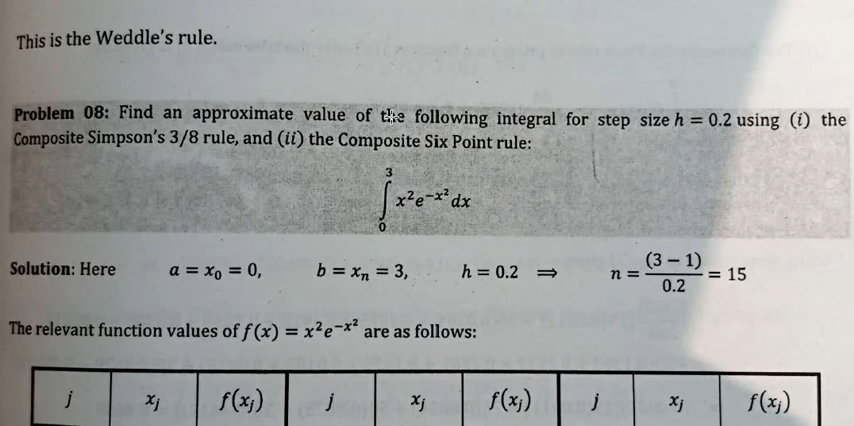 This is the Weddle's rule.
Problem 08: Find an approximate value of the following integral for step size h = 0.2 using (i) the
Composite Simpson's 3/8 rule, and (ii) the Composite Six Point rule:
∫₀³ x²e^{−x²} dx
Solution: Here a = x₀ = 0, b = xₙ = 3, h = 0.2 ⟹ n = (3 − 1)/0.2 = 15
The relevant function values of f(x) = x²e^{−x²} are as follows:
j xⱼ f(xⱼ) j xⱼ f(xⱼ) j xⱼ f(xⱼ)